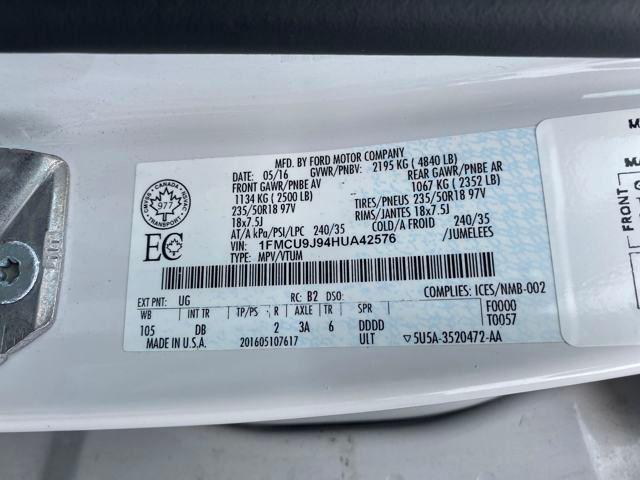 MFD. BY FORD MOTOR COMPANY
DATE: 05/16 GVWR/PNBV: 2195 KG ( 4840 LB)
FRONT GAWR/PNBE AV REAR GAWR/PNBE AR
1134 KG ( 2500 LB) 1067 KG ( 2352 LB)
235/50R18 97V TIRES/PNEUS 235/50R18 97V
18x7.5J RIMS/JANTES 18x7.5J
AT/A kPa/PSI/LPC 240/35 COLD/A FROID 240/35
VIN: 1FMCU9J94HUA42576 /JUMELEES
TYPE: MPV/VTUM
CANADA
TRANSPORT
977
EC
EXT PNT: UG RC: B2 DSO: COMPLIES: ICES/NMB-002
WB INT TR TP/PS R AXLE TR SPR F0000
105 DB 2 3A 6 DDDD T0057
MADE IN U.S.A. 201605107617 ULT ▽5U5A-3520472-AA
FRONT